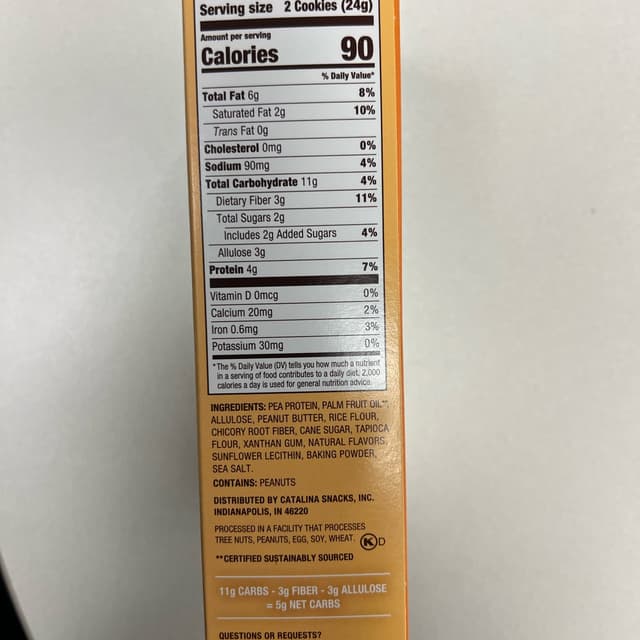 Serving size 2 Cookies (24g)
Amount per serving
Calories 90
% Daily Value*
Total Fat 6g 8%
Saturated Fat 2g 10%
Trans Fat 0g
Cholesterol 0mg 0%
Sodium 90mg 4%
Total Carbohydrate 11g 4%
Dietary Fiber 3g 11%
Total Sugars 2g
Includes 2g Added Sugars 4%
Allulose 3g
Protein 4g 7%
Vitamin D 0mcg 0%
Calcium 20mg 2%
Iron 0.6mg 3%
Potassium 30mg 0%
*The % Daily Value (DV) tells you how much a nutrient
in a serving of food contributes to a daily diet. 2,000
calories a day is used for general nutrition advice.
INGREDIENTS: PEA PROTEIN, PALM FRUIT OIL**,
ALLULOSE, PEANUT BUTTER, RICE FLOUR,
CHICORY ROOT FIBER, CANE SUGAR, TAPIOCA
FLOUR, XANTHAN GUM, NATURAL FLAVORS,
SUNFLOWER LECITHIN, BAKING POWDER,
SEA SALT.
CONTAINS: PEANUTS
DISTRIBUTED BY CATALINA SNACKS, INC.
INDIANAPOLIS, IN 46220
PROCESSED IN A FACILITY THAT PROCESSES
TREE NUTS, PEANUTS, EGG, SOY, WHEAT. K D
**CERTIFIED SUSTAINABLY SOURCED
11g CARBS - 3g FIBER - 3g ALLULOSE
= 5g NET CARBS
QUESTIONS OR REQUESTS?